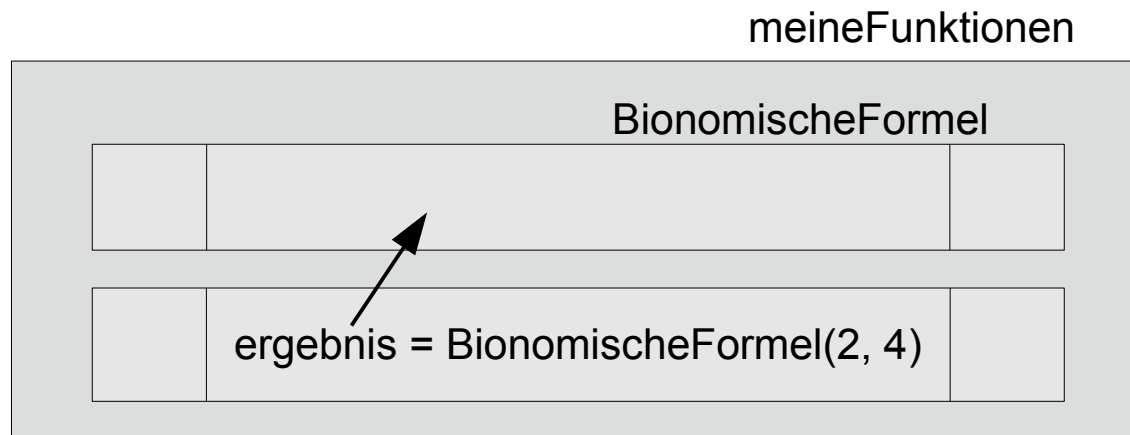 meineFunktionen
BionomischeFormel
ergebnis = BionomischeFormel(2, 4)